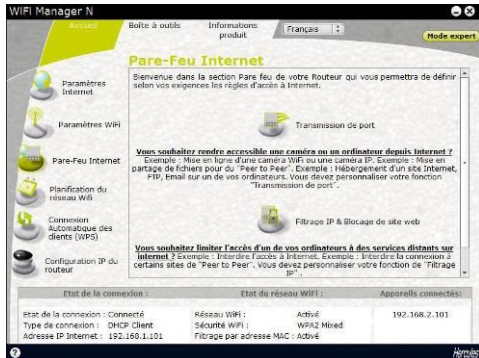 WiFi Manager N
Accueil
Boîte à outils
Informations
produit
Français
Mode expert
Pare-Feu Internet
Bienvenue dans la section Pare feu de votre Routeur qui vous permettra de définir
selon vos exigences les règles d'accès à Internet.
Paramètres
Internet
Paramètres WiFi
Pare-Feu Internet
Planification du
réseau Wifi
Connexion
Automatique des
clients (WPS)
Configuration IP du
routeur
Transmission de port
Vous souhaitez rendre accessible une caméra ou un ordinateur depuis Internet ?
Exemple : Mise en ligne d'une caméra WiFi ou une caméra IP. Exemple : Mise en
partage de fichiers pour du "Peer to Peer". Exemple : Hébergement d'un site Internet,
FTP, Email sur un de vos ordinateurs. Vous devez personnaliser votre fonction
"Transmission de port".
Filtrage IP & Blocage de site web
Vous souhaitez limiter l'accès d'un de vos ordinateurs à des services distants sur
internet ? Exemple : Interdire l'accès à Internet. Exemple : Interdire la connexion à
certains sites de "Peer to Peer". Vous devez personnaliser votre fonction de "Filtrage
IP" .
Etat de la connexion :
Etat de la connexion : Connecté
Type de connexion : DHCP Client
Adresse IP Internet : 192.168.1.101
Etat du réseau WiFi :
Réseau WiFi : Activé
Sécurité WiFi : WPA2 Mixed
Filtrage par adresse MAC : Activé
Appareils connectés:
192.168.2.101
?
Hercules